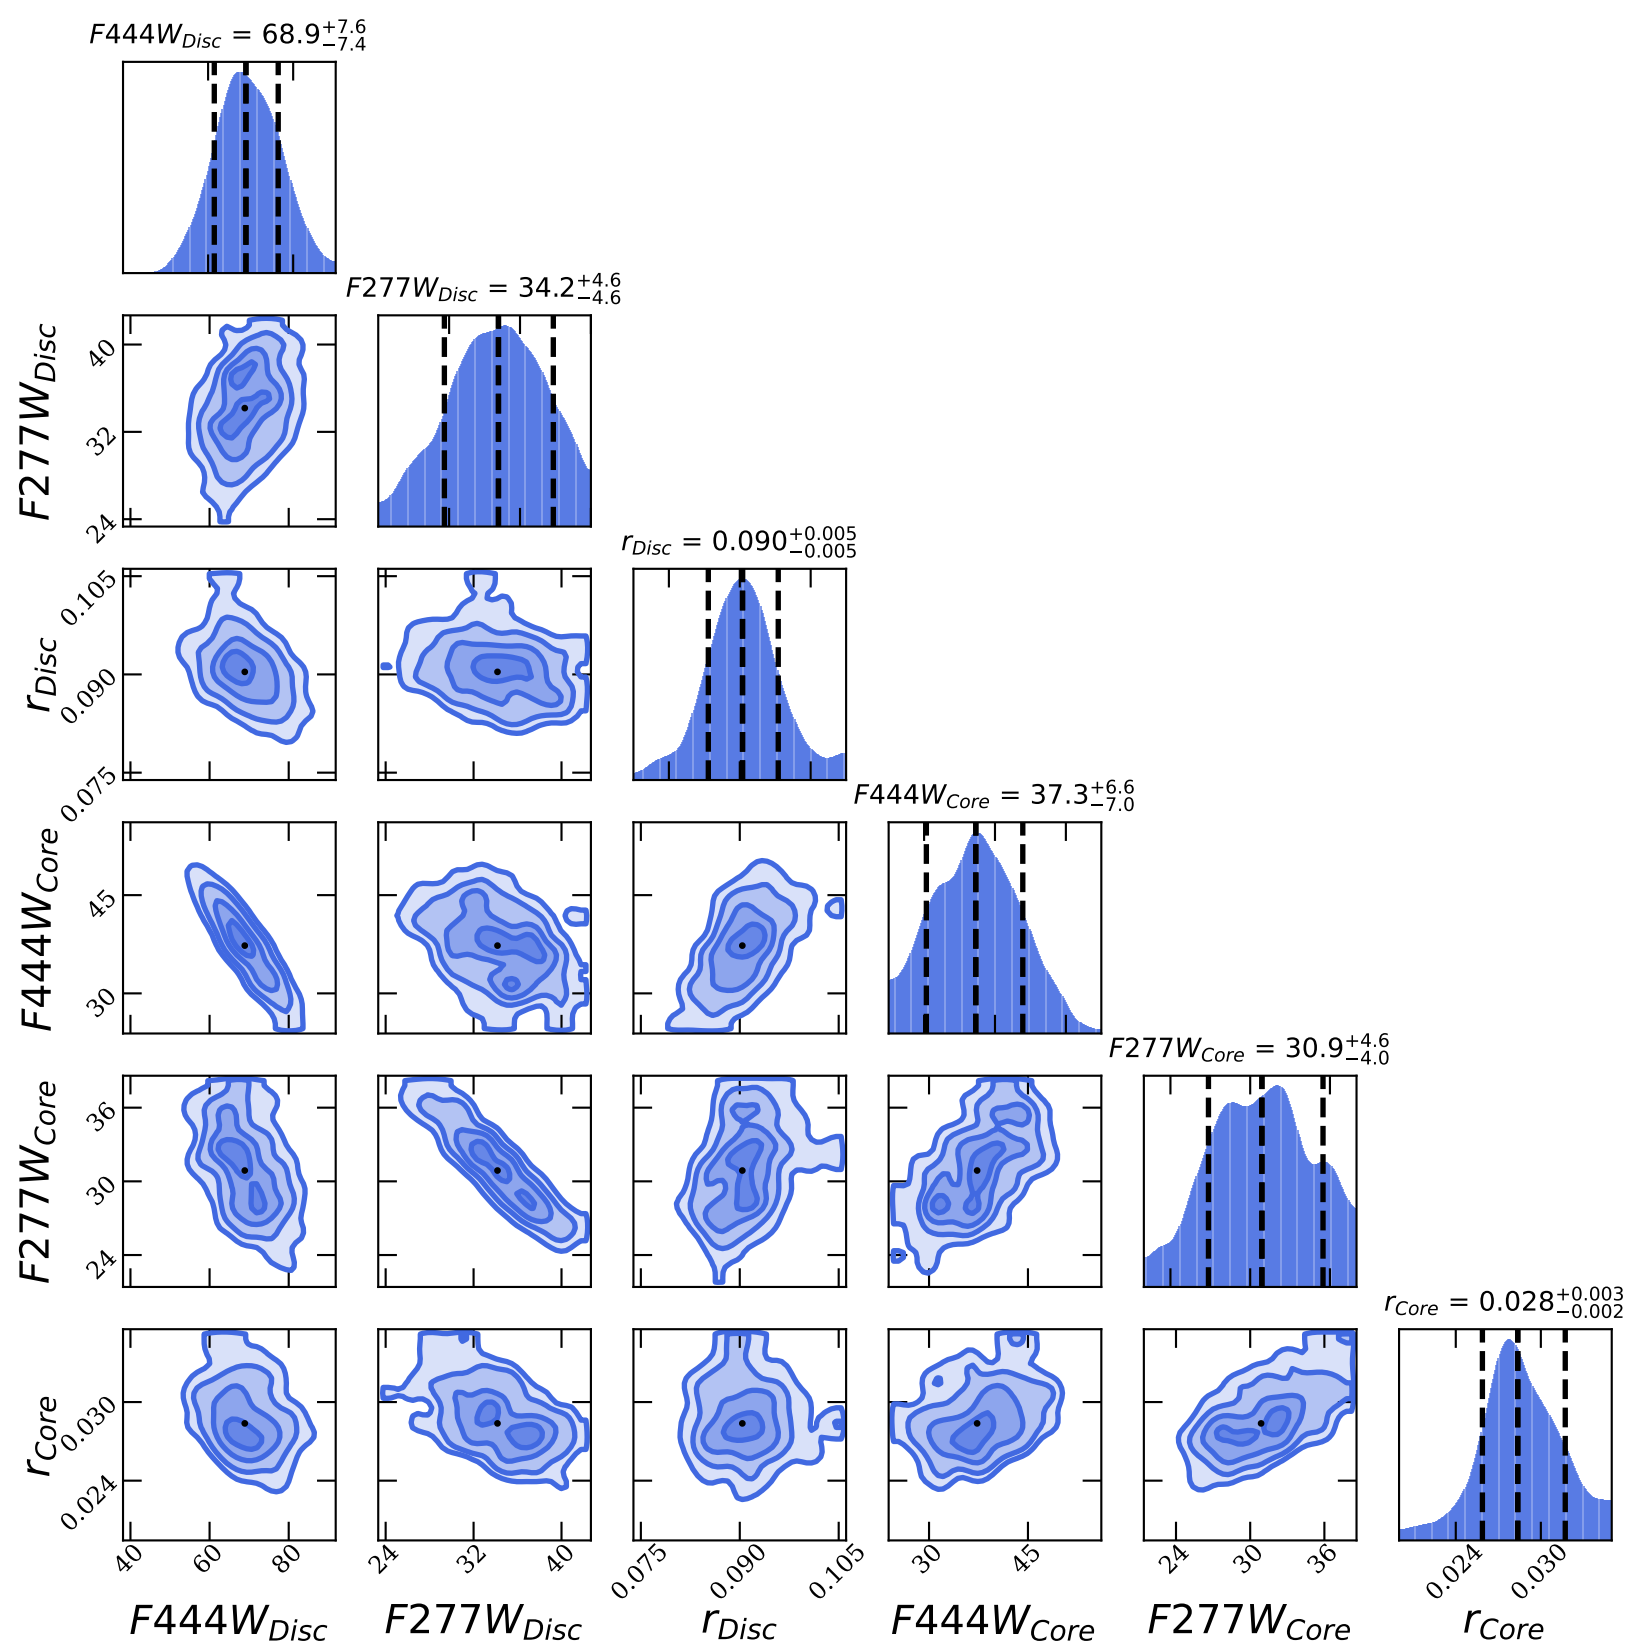 F444W_Disc = 68.9 +7.6 −7.4
F277W_Disc = 34.2 +4.6 −4.6
40
32
24
F277W_Disc
r_Disc = 0.090 +0.005 −0.005
0.105
0.090
0.075
r_Disc
F444W_Core = 37.3 +6.6 −7.0
45
30
F444W_Core
F277W_Core = 30.9 +4.6 −4.0
36
30
24
F277W_Core
r_Core = 0.028 +0.003 −0.002
0.030
0.024
r_Core
40 60 80 24 32 40 0.075 0.090 0.105 30 45 24 30 36 0.024 0.030
F444W_Disc F277W_Disc r_Disc F444W_Core F277W_Core r_Core